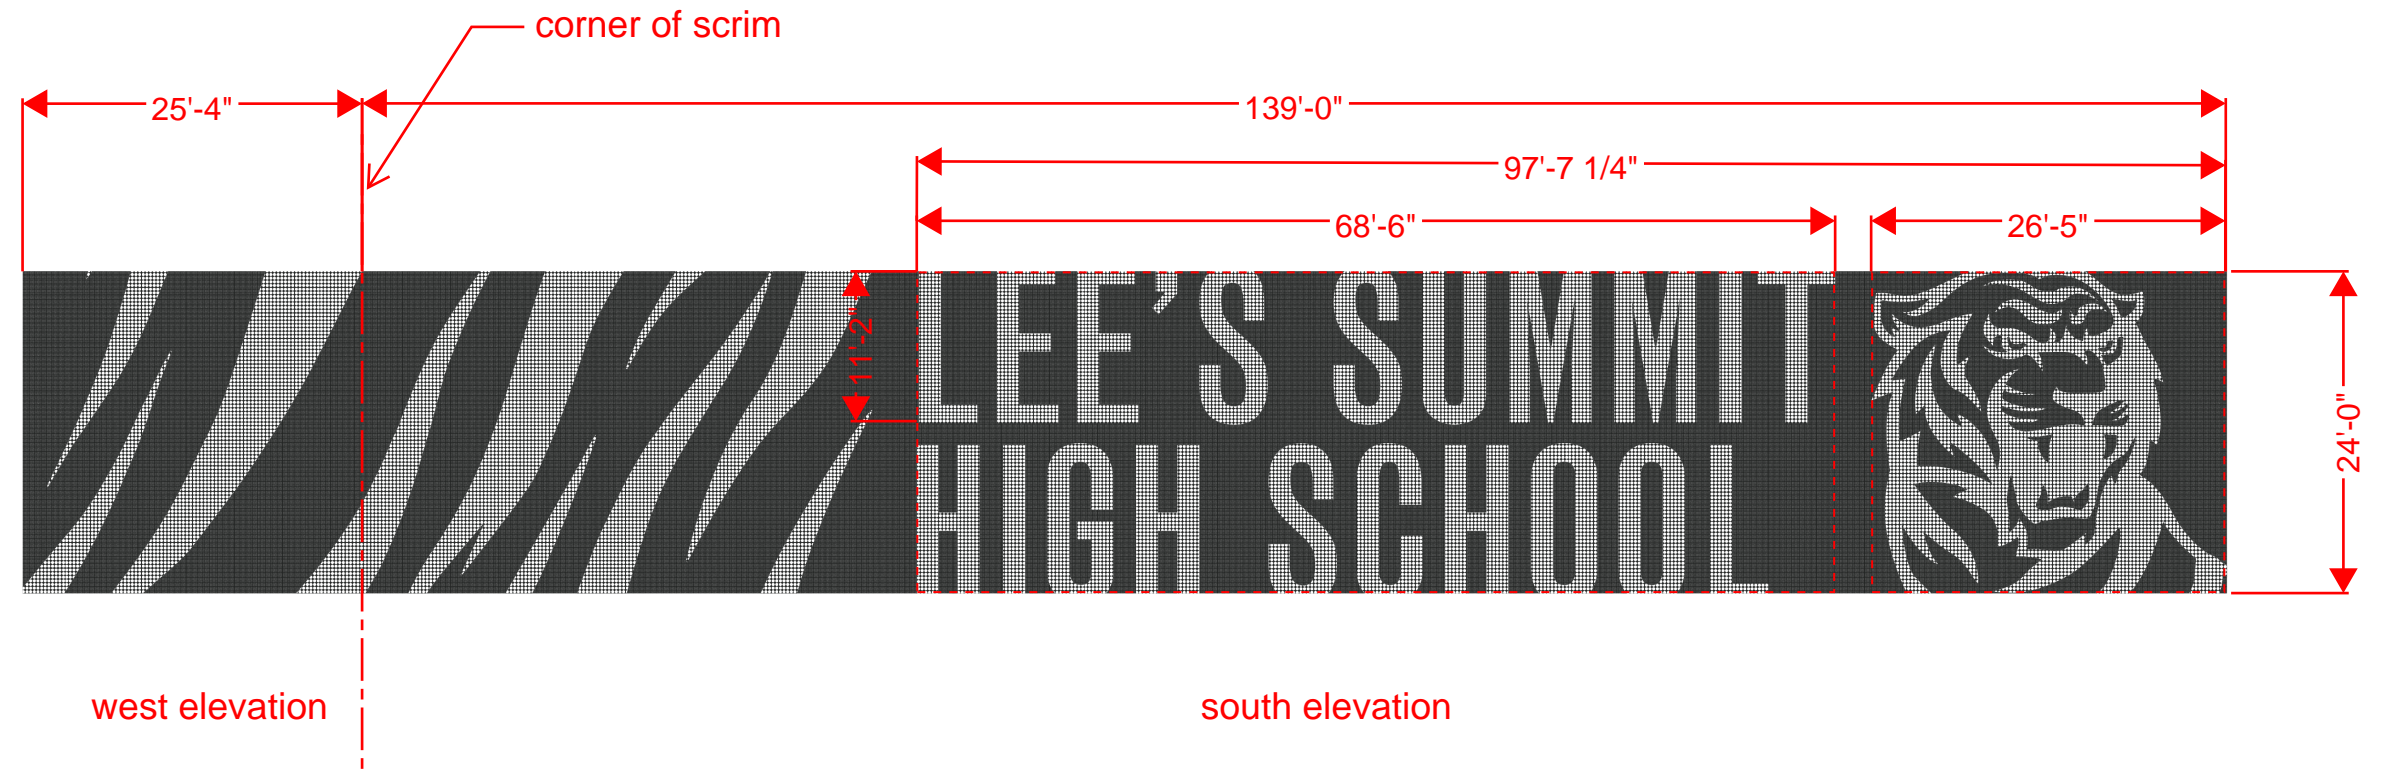 corner of scrim
25'-4"
139'-0"
97'-7 1/4"
68'-6"
26'-5"
11'-2"
LEE’S SUMMIT
HIGH SCHOOL
24'-0"
west elevation
south elevation